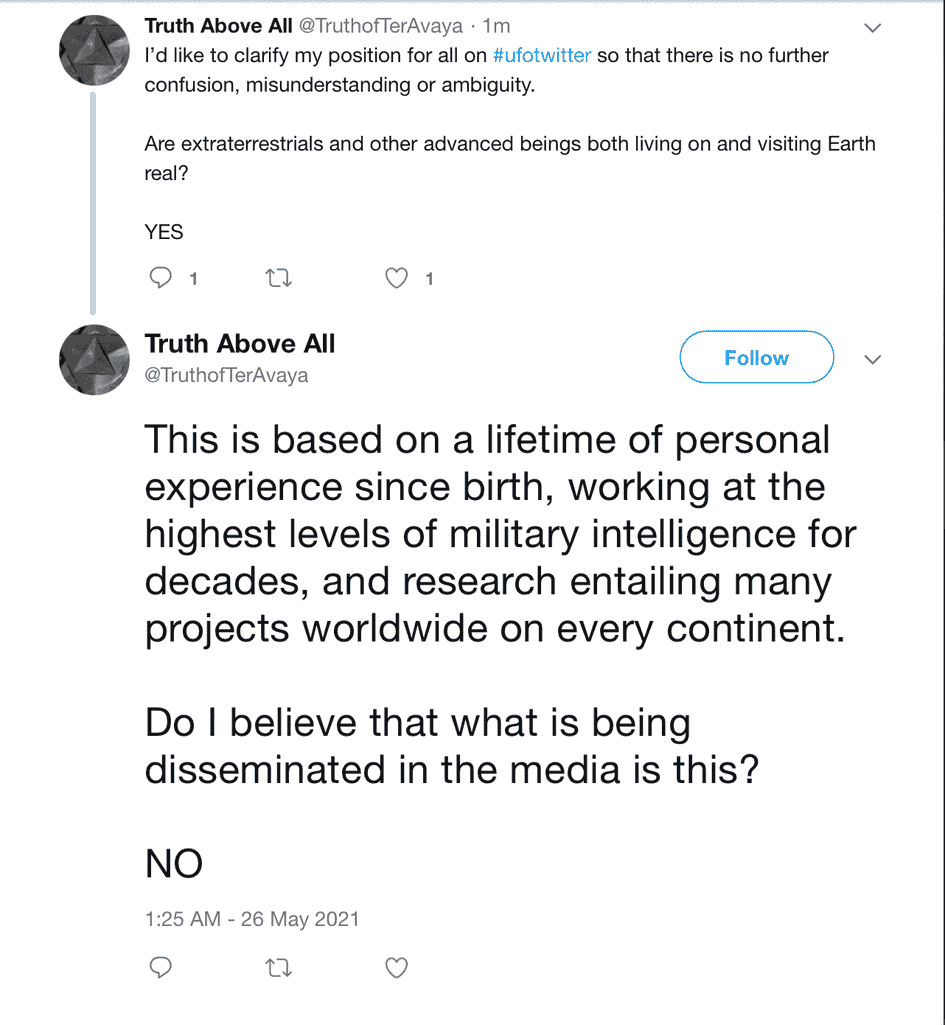 Truth Above All @TruthofTerAvaya · 1m
I'd like to clarify my position for all on #ufotwitter so that there is no further
confusion, misunderstanding or ambiguity.
Are extraterrestrials and other advanced beings both living on and visiting Earth
real?
YES
1 1
Truth Above All
Follow
@TruthofTerAvaya
This is based on a lifetime of personal
experience since birth, working at the
highest levels of military intelligence for
decades, and research entailing many
projects worldwide on every continent.
Do I believe that what is being
disseminated in the media is this?
NO
1:25 AM - 26 May 2021